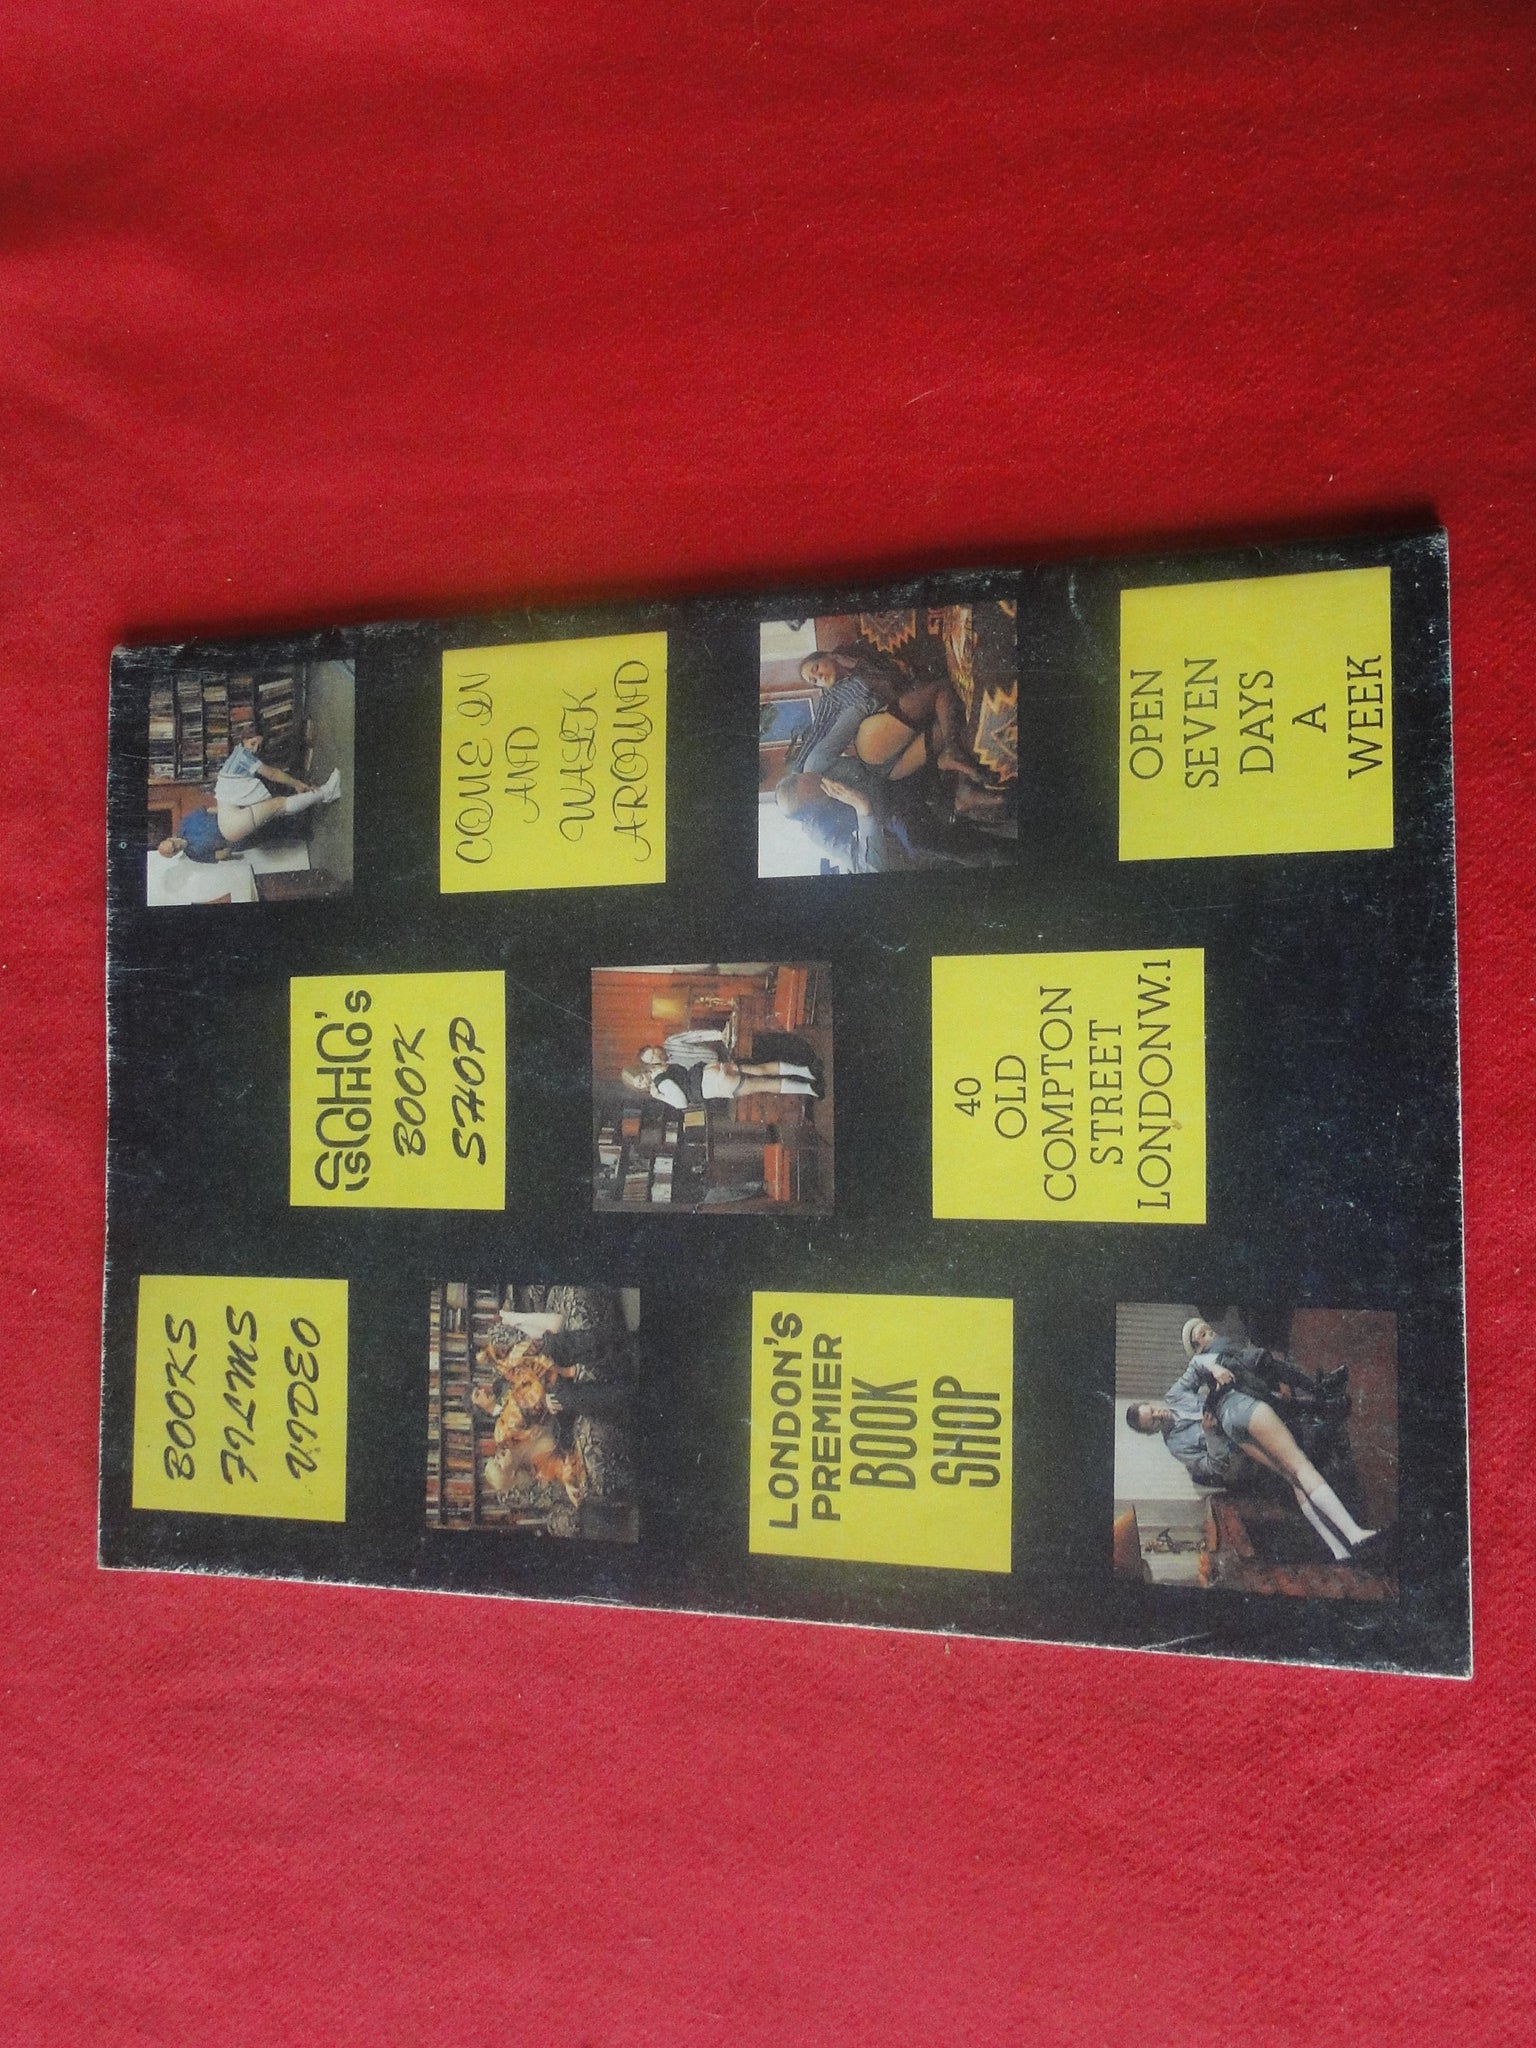 BOOKS
FILMS
VIDEO
SOHO'S
SOHO'S
BOOK
SHOP
COME IN
AND
WALK
AROUND
LONDON'S
PREMIER
BOOK
SHOP
40
OLD
COMPTON
STREET
LONDONW.1
OPEN
SEVEN
DAYS
A
WEEK